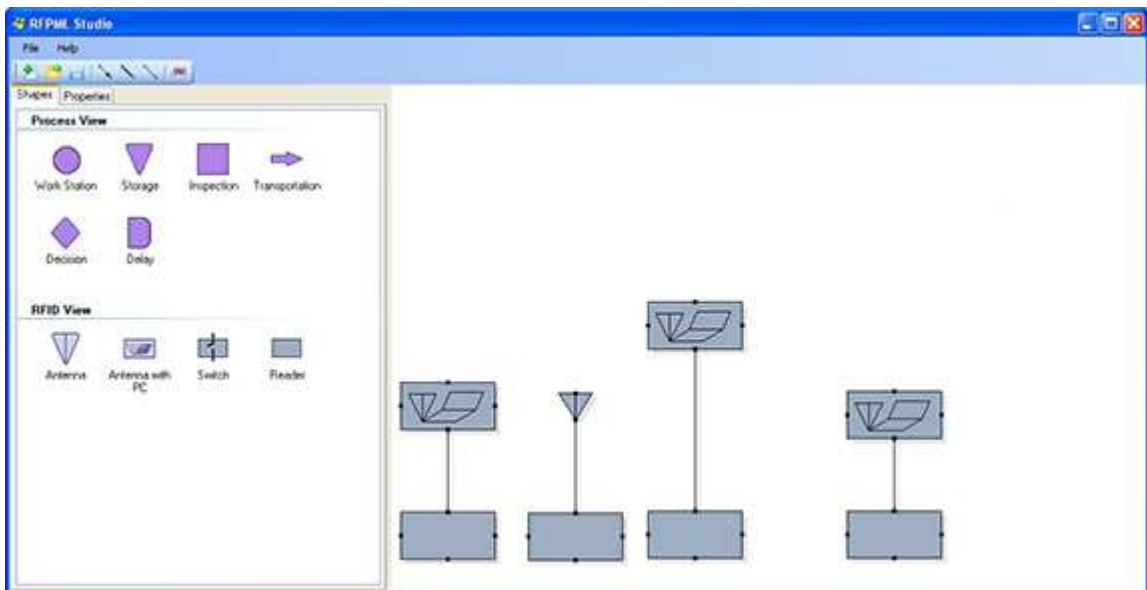 RFPML Studio
File Help
Shapes Properties
Process View
Work Station Storage Inspection Transportation
Decision Delay
RFID View
Antenna Antenna with PC Switch Reader